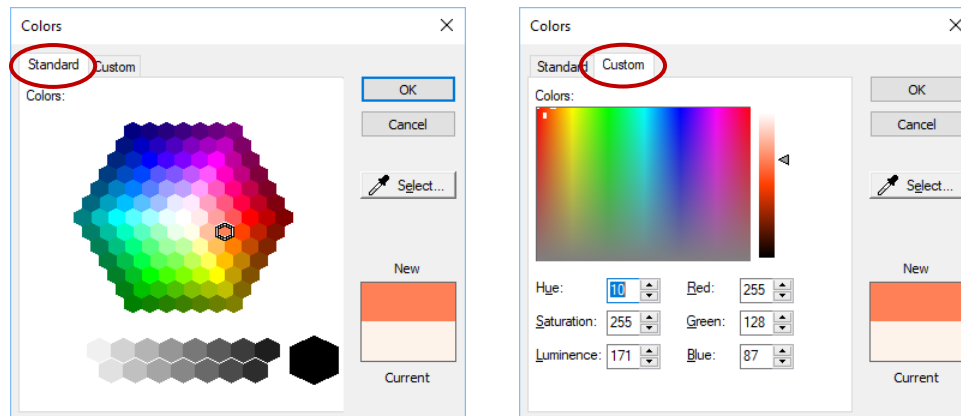 Colors
Standard Custom
Colors:
OK
Cancel
Select...
New
Current
Colors
Standard Custom
Colors:
OK
Cancel
Select...
New
Hue: 10 Red: 255
Saturation: 255 Green: 128
Luminence: 171 Blue: 87
Current